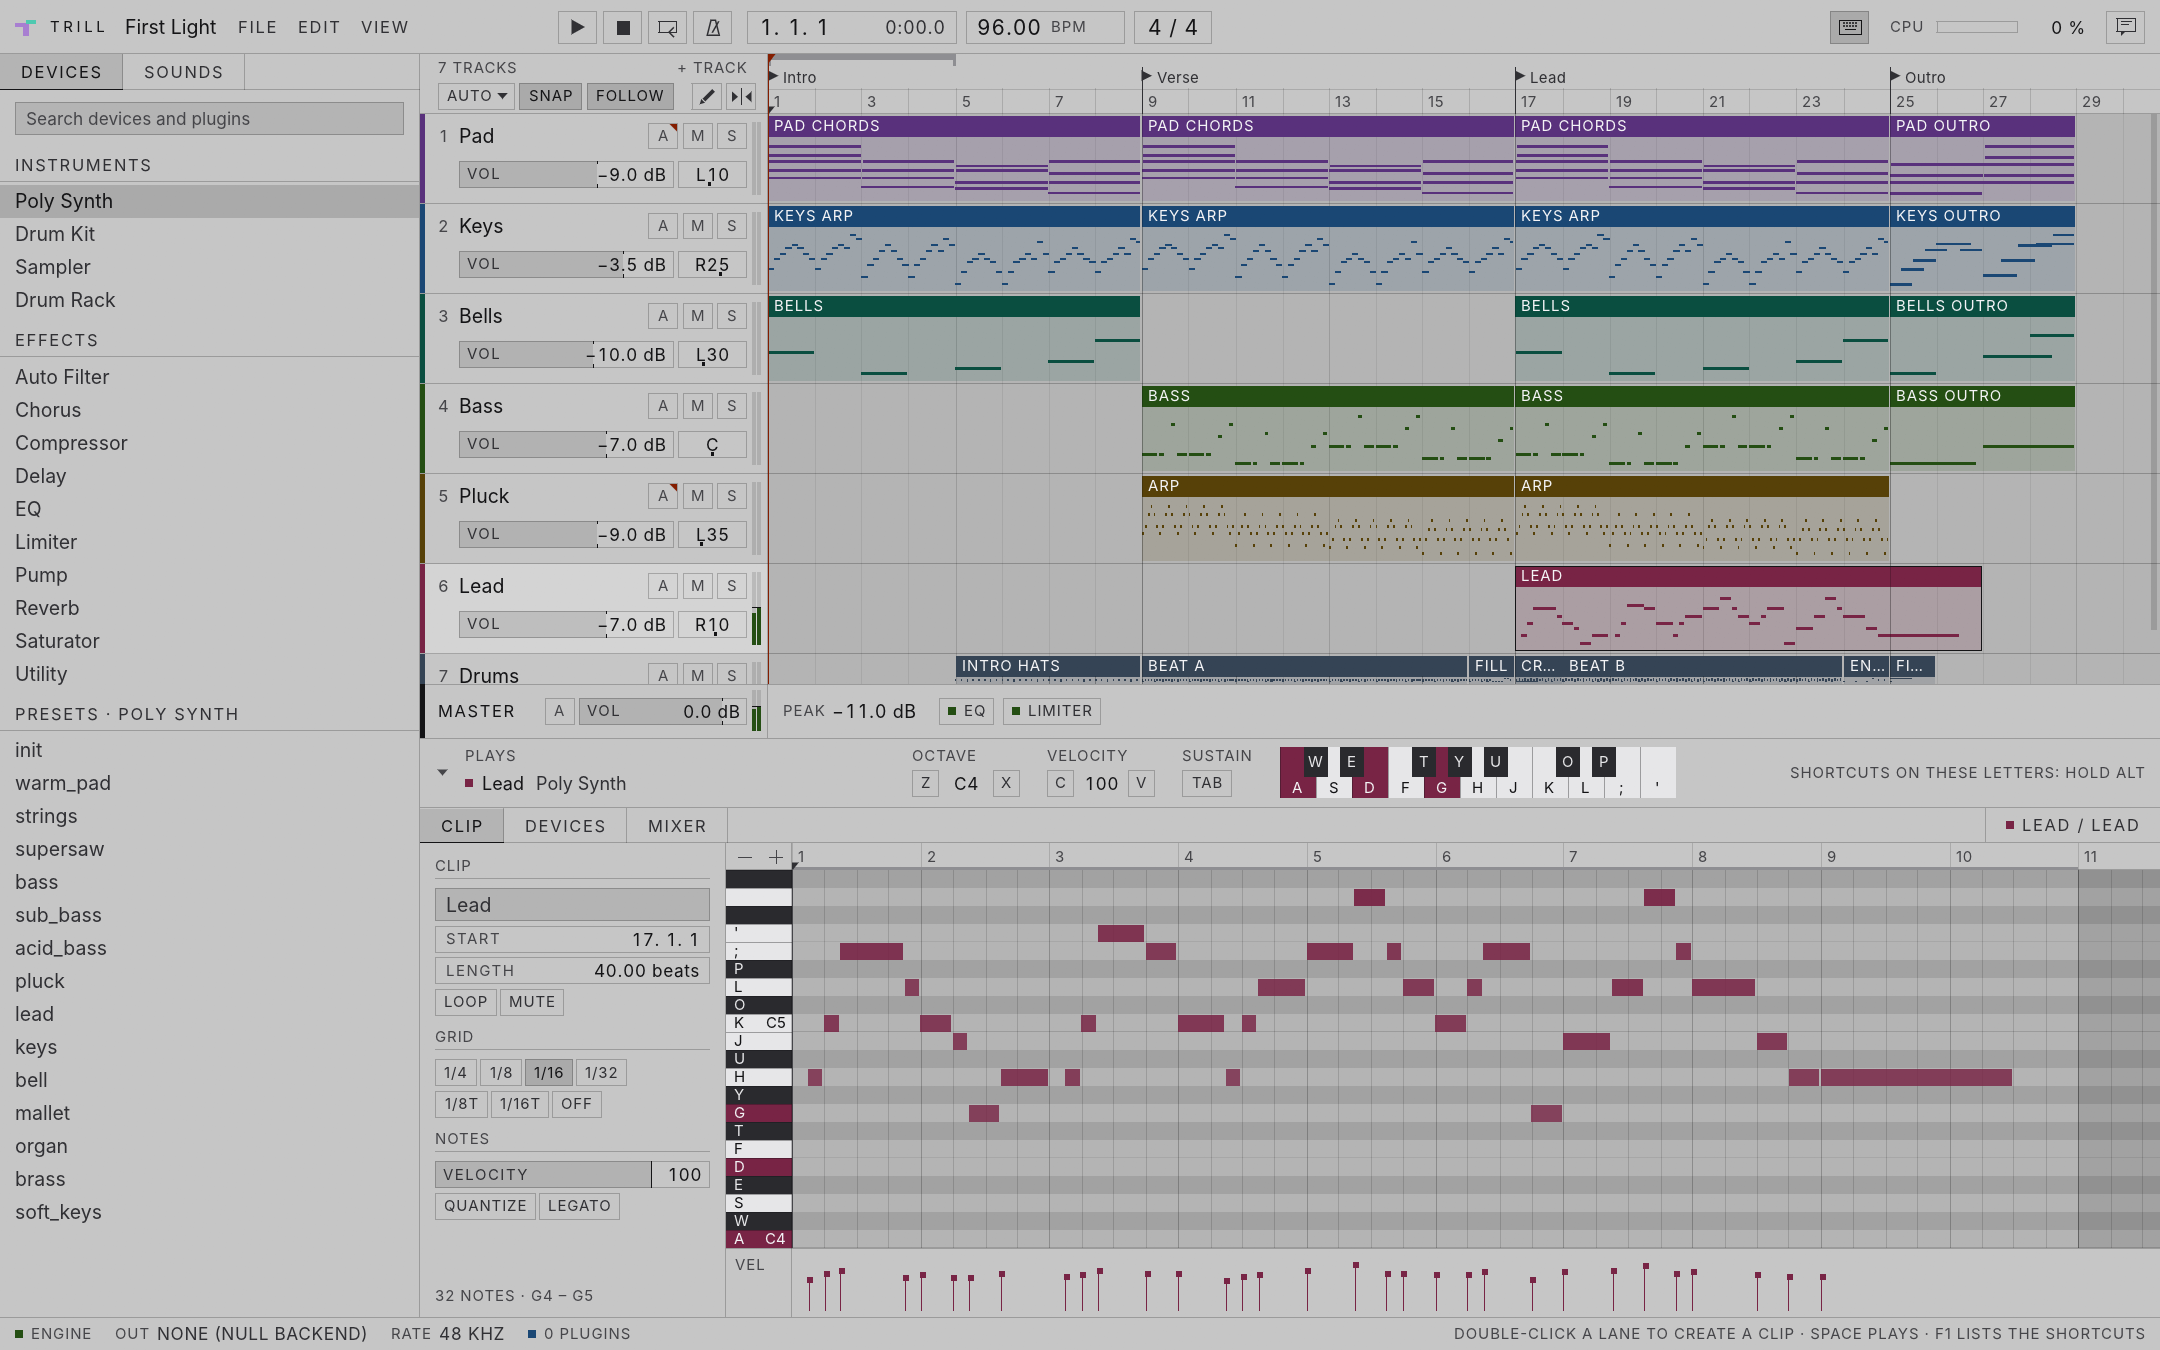 TRILL First Light FILE EDIT VIEW
1. 1. 1 0:00.0 96.00 BPM 4 / 4
CPU 0 %
DEVICES SOUNDS
Search devices and plugins
INSTRUMENTS
Poly Synth
Drum Kit
Sampler
Drum Rack
EFFECTS
Auto Filter
Chorus
Compressor
Delay
EQ
Limiter
Pump
Reverb
Saturator
Utility
PRESETS · POLY SYNTH
init
warm_pad
strings
supersaw
bass
sub_bass
acid_bass
pluck
lead
keys
bell
mallet
organ
brass
soft_keys
7 TRACKS + TRACK
AUTO SNAP FOLLOW
Intro Verse Lead Outro
1 3 5 7 9 11 13 15 17 19 21 23 25 27 29
1 Pad A M S
VOL −9.0 dB L10
PAD CHORDS PAD CHORDS PAD CHORDS PAD OUTRO
2 Keys A M S
VOL −3.5 dB R25
KEYS ARP KEYS ARP KEYS ARP KEYS OUTRO
3 Bells A M S
VOL −10.0 dB L30
BELLS BELLS BELLS OUTRO
4 Bass A M S
VOL −7.0 dB C
BASS BASS BASS OUTRO
5 Pluck A M S
VOL −9.0 dB L35
ARP ARP
6 Lead A M S
VOL −7.0 dB R10
LEAD
7 Drums A M S
INTRO HATS BEAT A FILL CR... BEAT B EN... FI...
MASTER A VOL 0.0 dB PEAK −11.0 dB EQ LIMITER
PLAYS
Lead Poly Synth
OCTAVE
Z C4 X
VELOCITY
C 100 V
SUSTAIN
TAB
W E T Y U O P
A S D F G H J K L ; '
SHORTCUTS ON THESE LETTERS: HOLD ALT
CLIP DEVICES MIXER
LEAD / LEAD
CLIP
Lead
START 17. 1. 1
LENGTH 40.00 beats
LOOP MUTE
GRID
1/4 1/8 1/16 1/32
1/8T 1/16T OFF
NOTES
VELOCITY 100
QUANTIZE LEGATO
32 NOTES · G4 – G5
1 2 3 4 5 6 7 8 9 10 11
'
;
P
L
O
K C5
J
U
H
Y
G
T
F
D
E
S
W
A C4
VEL
ENGINE OUT NONE (NULL BACKEND) RATE 48 KHZ 0 PLUGINS
DOUBLE-CLICK A LANE TO CREATE A CLIP · SPACE PLAYS · F1 LISTS THE SHORTCUTS